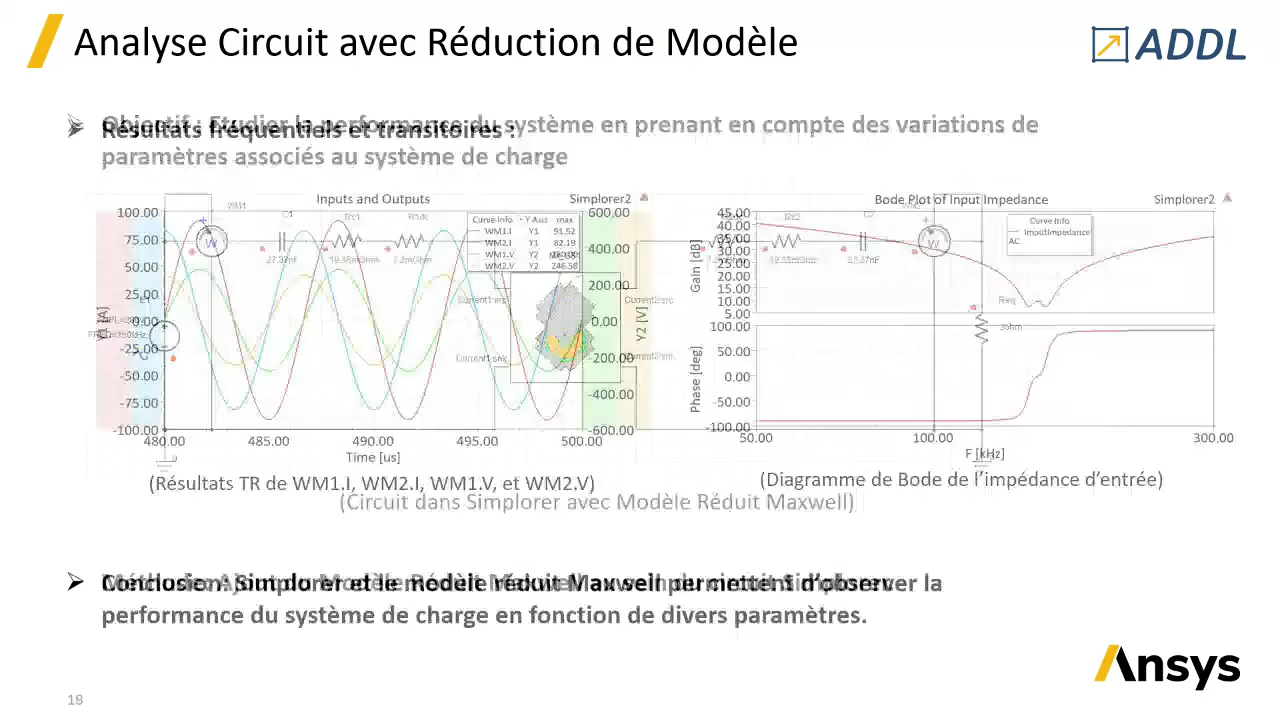 Analyse Circuit avec Réduction de Modèle
ADDL
Objectif : Etudier la performance du système en prenant en compte des variations de
paramètres associés au système de charge
Résultats fréquentiels et transitoires :
Inputs and Outputs
Simplorer2
Curve Info Y Axis max
WM1.I Y1 91.52
WM2.I Y1 82.19
WM1.V Y2
WM2.V Y2 246.58
100.00
75.00
50.00
25.00
0.00
-25.00
-50.00
-75.00
-100.00
Y1 [A]
600.00
400.00
200.00
0.00
-200.00
-400.00
-600.00
Y2 [V]
480.00 485.00 490.00 495.00 500.00
Time [us]
WM1
Current1:src
Current2:src
3ohm
Bode Plot of Input Impedance
Simplorer2
Curve Info
InputImpedance
AC
45.00
40.00
35.00
30.00
25.00
20.00
15.00
10.00
5.00
Gain [dB]
100.00
50.00
0.00
-50.00
-100.00
Phase [deg]
50.00 100.00 300.00
F [kHz]
(Résultats TR de WM1.I, WM2.I, WM1.V, et WM2.V)
(Diagramme de Bode de l'impédance d'entrée)
(Circuit dans Simplorer avec Modèle Réduit Maxwell)
Conclusion : Simplorer et le modèle réduit Maxwell permettent d'observer la
performance du système de charge en fonction de divers paramètres.
Ansys
18